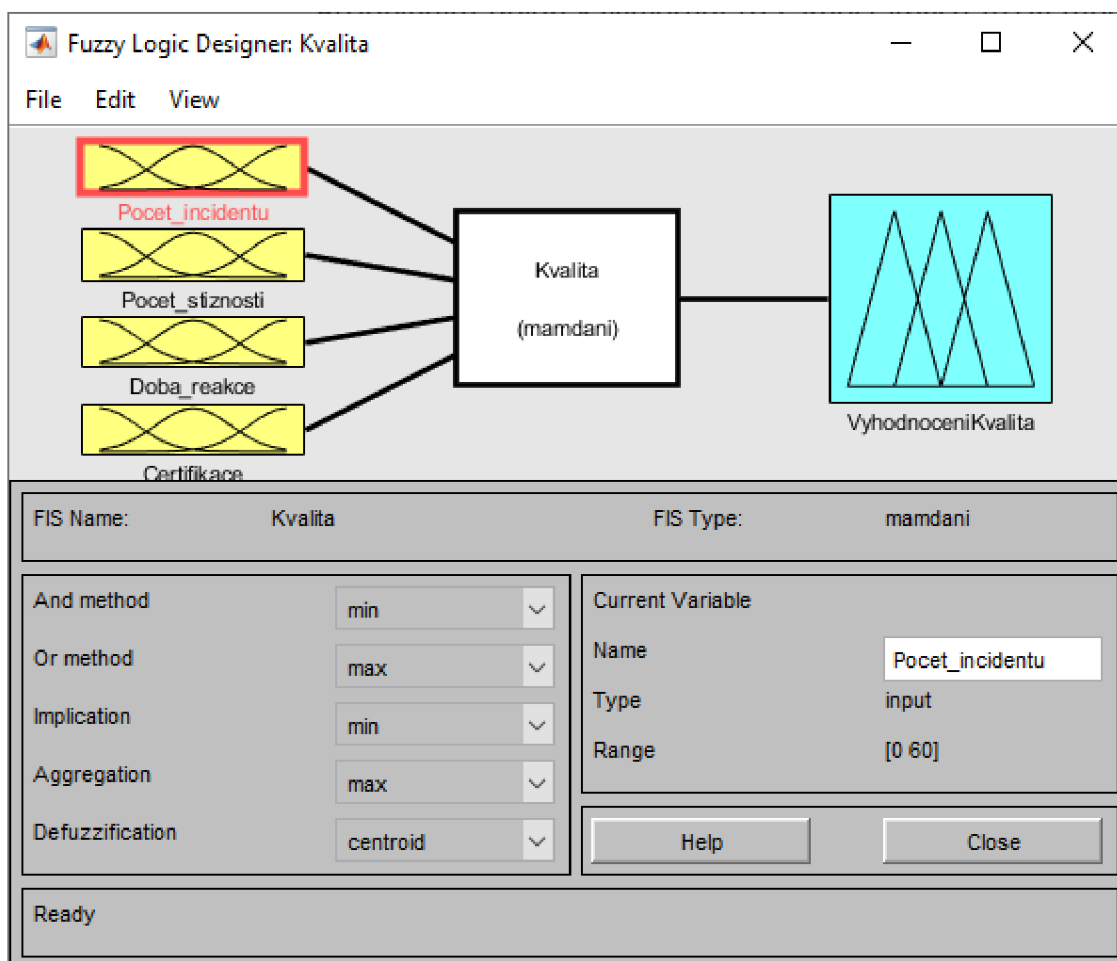 Fuzzy Logic Designer: Kvalita
File Edit View
Pocet_incidentu
Pocet_stiznosti
Doba_reakce
Certifikace
Kvalita
(mamdani)
VyhodnoceniKvalita
FIS Name: Kvalita FIS Type: mamdani
And method min
Or method max
Implication min
Aggregation max
Defuzzification centroid
Current Variable
Name Pocet_incidentu
Type input
Range [0 60]
Help Close
Ready